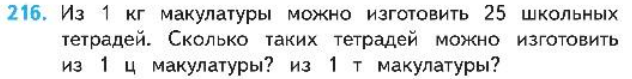 216. Из 1 кг макулатуры можно изготовить 25 школьных
тетрадей. Сколько таких тетрадей можно изготовить
из 1 ц макулатуры? из 1 т макулатуры?